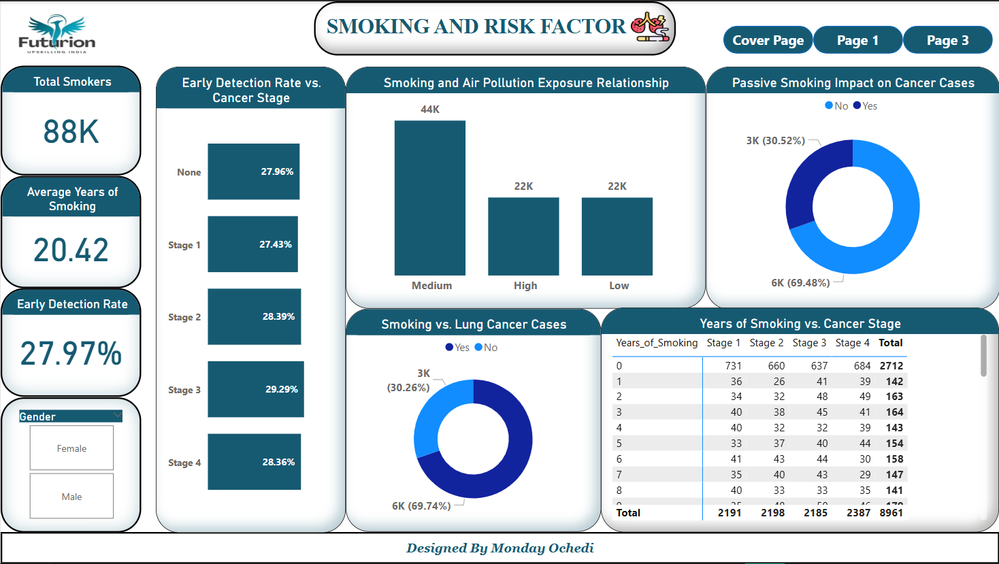 Futurion
UPSKILLING INDIA
SMOKING AND RISK FACTOR
Cover Page
Page 1
Page 3
Total Smokers
88K
Average Years of
Smoking
20.42
Early Detection Rate
27.97%
Gender
Female
Male
Early Detection Rate vs.
Cancer Stage
None 27.96%
Stage 1 27.43%
Stage 2 28.39%
Stage 3 29.29%
Stage 4 28.36%
Smoking and Air Pollution Exposure Relationship
44K
22K
22K
Medium High Low
Passive Smoking Impact on Cancer Cases
No Yes
3K (30.52%)
6K (69.48%)
Smoking vs. Lung Cancer Cases
Yes No
3K
(30.26%)
6K (69.74%)
Years of Smoking vs. Cancer Stage
Years_of_Smoking Stage 1 Stage 2 Stage 3 Stage 4 Total
0 731 660 637 684 2712
1 36 26 41 39 142
2 34 32 48 49 163
3 40 38 45 41 164
4 40 32 32 39 143
5 33 37 40 44 154
6 41 43 44 30 158
7 35 40 43 29 147
8 40 33 33 35 141
Total 2191 2198 2185 2387 8961
Designed By Monday Ochedi